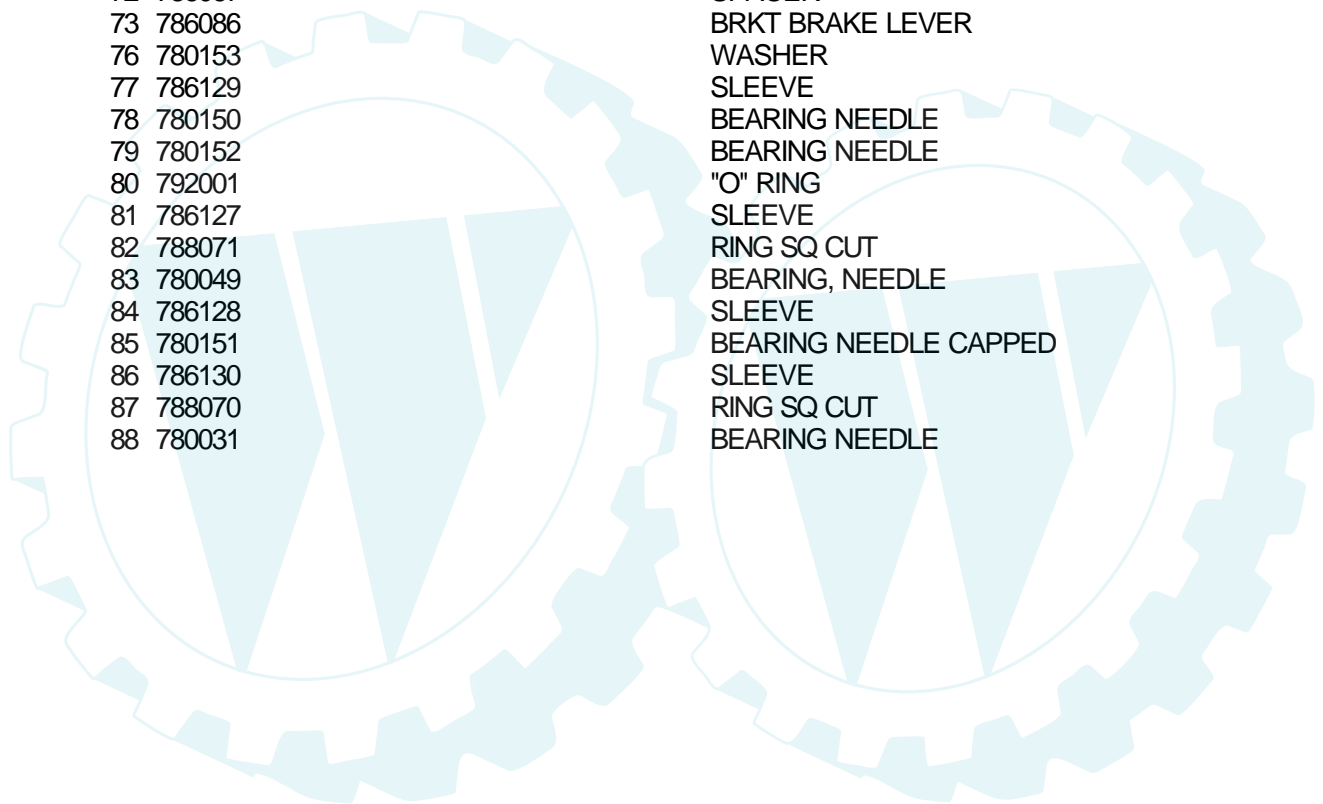 73 786086 BRKT BRAKE LEVER
76 780153 WASHER
77 786129 SLEEVE
78 780150 BEARING NEEDLE
79 780152 BEARING NEEDLE
80 792001 "O" RING
81 786127 SLEEVE
82 788071 RING SQ CUT
83 780049 BEARING, NEEDLE
84 786128 SLEEVE
85 780151 BEARING NEEDLE CAPPED
86 786130 SLEEVE
87 788070 RING SQ CUT
88 780031 BEARING NEEDLE